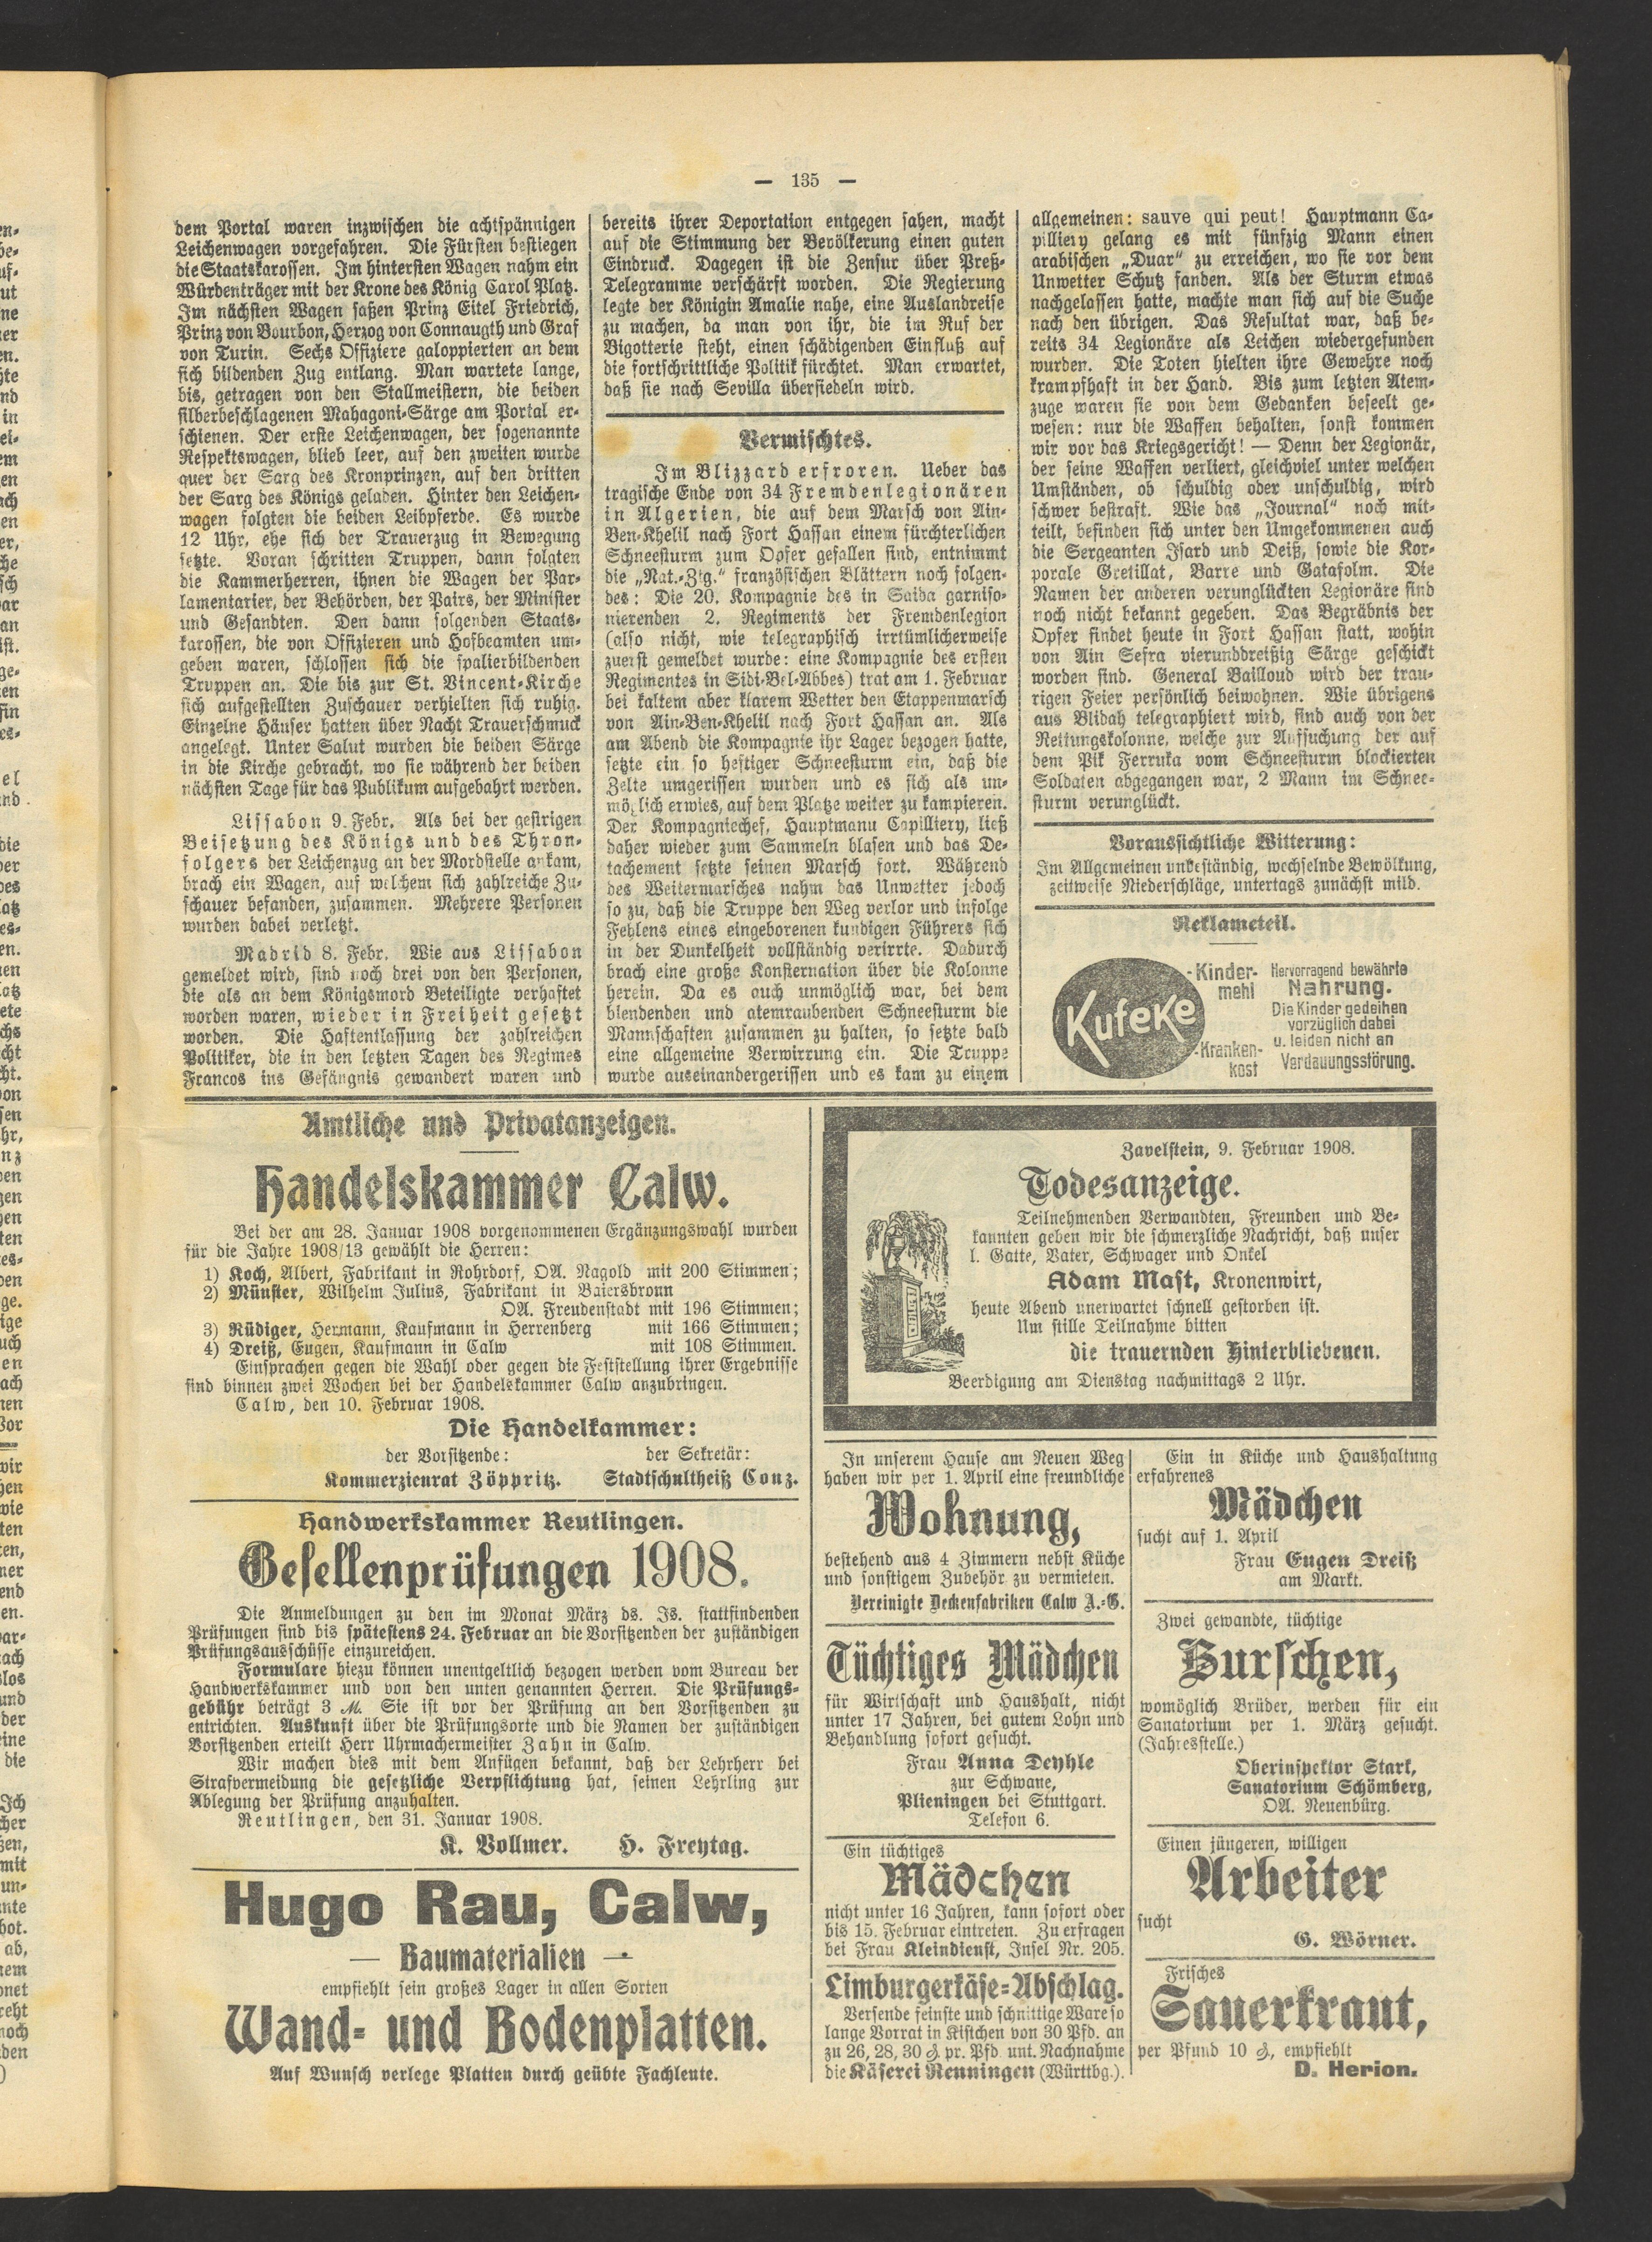 — 135 —
dem Portal waren inzwischen die achtspännigen
Leichenwagen vorgefahren. Die Fürsten bestiegen
die Staatskarossen. Im hintersten Wagen nahm ein
Würdenträger mit der Krone des König Carol Platz.
Im nächsten Wagen saßen Prinz Eitel Friedrich,
Prinz von Bourbon, Herzog von Connaugth und Graf
von Turin. Sechs Offiziere galoppierten an dem
sich bildenden Zug entlang. Man wartete lange,
bis, getragen von den Stallmeistern, die beiden
silberbeschlagenen Mahagoni-Särge am Portal er-
schienen. Der erste Leichenwagen, der sogenannte
Respektswagen, blieb leer, auf den zweiten wurde
quer der Sarg des Kronprinzen, auf den dritten
der Sarg des Königs geladen. Hinter den Leichen-
wagen folgten die beiden Leibpferde. Es wurde
12 Uhr, ehe sich der Trauerzug in Bewegung
setzte. Voran schritten Truppen, dann folgten
die Kammerherren, ihnen die Wagen der Par-
lamentarier, der Behörden, der Pairs, der Minister
und Gesandten. Den dann folgenden Staats-
karossen, die von Offizieren und Hofbeamten um-
geben waren, schlossen sich die spalierbildenden
Truppen an. Die bis zur St. Vincent-Kirche
sich aufgestellten Zuschauer verhielten sich ruhig.
Einzelne Häuser hatten über Nacht Trauerschmuck
angelegt. Unter Salut wurden die beiden Särge
in die Kirche gebracht, wo sie während der beiden
nächsten Tage für das Publikum aufgebahrt werden.
Lissabon 9. Febr. Als bei der gestrigen
Beisetzung des Königs und des Thron-
folgers der Leichenzug an der Mordstelle ankam,
brach ein Wagen, auf welchem sich zahlreiche Zu-
schauer befanden, zusammen. Mehrere Personen
wurden dabei verletzt.
Madrid 8. Febr. Wie aus Lissabon
gemeldet wird, sind noch drei von den Personen,
die als an dem Königsmord Beteiligte verhaftet
worden waren, wieder in Freiheit gesetzt
worden. Die Haftentlassung der zahlreichen
Politiker, die in den letzten Tagen des Regimes
Francos ins Gefängnis gewandert waren und
bereits ihrer Deportation entgegen sahen, macht
auf die Stimmung der Bevölkerung einen guten
Eindruck. Dagegen ist die Zensur über Preß-
Telegramme verschärft worden. Die Regierung
legte der Königin Amalie nahe, eine Auslandreise
zu machen, da man von ihr, die im Ruf der
Bigotterie steht, einen schädigenden Einfluß auf
die fortschrittliche Politik fürchtet. Man erwartet,
daß sie nach Sevilla übersiedeln wird.
Vermischtes.
Im Blizzard erfroren. Ueber das
tragische Ende von 34 Fremdenlegionären
in Algerien, die auf dem Marsch von Ain-
Ben-Khelil nach Fort Hassan einem fürchterlichen
Schneesturm zum Opfer gefallen sind, entnimmt
die „Nat.-Ztg.“ französischen Blättern noch folgen-
des: Die 20. Kompagnie des in Saida garniso-
nierenden 2. Regiments der Fremdenlegion
(also nicht, wie telegraphisch irrtümlicherweise
zuerst gemeldet wurde: eine Kompagnie des ersten
Regimentes in Sidi-Bel-Abbes) trat am 1. Februar
bei kaltem aber klarem Wetter den Etappenmarsch
von Ain-Ben-Khelil nach Fort Hassan an. Als
am Abend die Kompagnie ihr Lager bezogen hatte,
setzte ein so heftiger Schneesturm ein, daß die
Zelte umgerissen wurden und es sich als un-
möglich erwies, auf dem Platze weiter zu kampieren.
Der Kompagniechef, Hauptmann Capilliery, ließ
daher wieder zum Sammeln blasen und das De-
tachement setzte seinen Marsch fort. Während
des Weitermarsches nahm das Unwetter jedoch
so zu, daß die Truppe den Weg verlor und infolge
Fehlens eines eingeborenen kundigen Führers sich
in der Dunkelheit vollständig verirrte. Dadurch
brach eine große Konsternation über die Kolonne
herein. Da es auch unmöglich war, bei dem
blendenden und atemraubenden Schneesturm die
Mannschaften zusammen zu halten, so setzte bald
eine allgemeine Verwirrung ein. Die Truppe
wurde auseinandergerissen und es kam zu einem
allgemeinen: sauve qui peut! Hauptmann Ca-
pilliery gelang es mit fünfzig Mann einen
arabischen „Duar“ zu erreichen, wo sie vor dem
Unwetter Schutz fanden. Als der Sturm etwas
nachgelassen hatte, machte man sich auf die Suche
nach den übrigen. Das Resultat war, daß be-
reits 34 Legionäre als Leichen wiedergefunden
wurden. Die Toten hielten ihre Gewehre noch
krampfhaft in der Hand. Bis zum letzten Atem-
zuge waren sie von dem Gedanken beseelt ge-
wesen: nur die Waffen behalten, sonst kommen
wir vor das Kriegsgericht! — Denn der Legionär,
der seine Waffen verliert, gleichviel unter welchen
Umständen, ob schuldig oder unschuldig, wird
schwer bestraft. Wie das „Journal“ noch mit-
teilt, befinden sich unter den Umgekommenen auch
die Sergeanten Isard und Deiß, sowie die Kor-
porale Gretillat, Barre und Gatafolm. Die
Namen der anderen verunglückten Legionäre sind
noch nicht bekannt gegeben. Das Begräbnis der
Opfer findet heute in Fort Hassan statt, wohin
von Ain Sefra vierunddreißig Särge geschickt
worden sind. General Bailloud wird der trau-
rigen Feier persönlich beiwohnen. Wie übrigens
aus Blidah telegraphiert wird, sind auch von der
Rettungskolonne, welche zur Aufsuchung der auf
dem Pik Ferruka vom Schneesturm blockierten
Soldaten abgegangen war, 2 Mann im Schnee-
sturm verunglückt.
Voraussichtliche Witterung:
Im Allgemeinen unbeständig, wechselnde Bewölkung,
zeitweise Niederschläge, untertags zunächst mild.
Reklameteil.
Kufeke
-Kinder-
mehl
-Kranken-
kost
Hervorragend bewährte
Nahrung.
Die Kinder gedeihen
vorzüglich dabei
u. leiden nicht an
Verdauungsstörung.
Amtliche und Privatanzeigen.
Handelskammer Calw.
Bei der am 28. Januar 1908 vorgenommenen Ergänzungswahl wurden
für die Jahre 1908/13 gewählt die Herren:
1) Koch, Albert, Fabrikant in Rohrdorf, OA. Nagold mit 200 Stimmen;
2) Münster, Wilhelm Julius, Fabrikant in Baiersbronn
OA. Freudenstadt mit 196 Stimmen;
3) Rüdiger, Hermann, Kaufmann in Herrenberg mit 166 Stimmen;
4) Dreiß, Eugen, Kaufmann in Calw mit 108 Stimmen.
Einsprachen gegen die Wahl oder gegen die Feststellung ihrer Ergebnisse
sind binnen zwei Wochen bei der Handelskammer Calw anzubringen.
Calw, den 10. Februar 1908.
Die Handelkammer:
der Vorsitzende: der Sekretär:
Kommerzienrat Zöppritz. Stadtschultheiß Conz.
Handwerkskammer Reutlingen.
Gesellenprüfungen 1908.
Die Anmeldungen zu den im Monat März ds. Js. stattfindenden
Prüfungen sind bis spätestens 24. Februar an die Vorsitzenden der zuständigen
Prüfungsausschüsse einzureichen.
Formulare hiezu können unentgeltlich bezogen werden vom Bureau der
Handwerkskammer und von den unten genannten Herren. Die Prüfungs-
gebühr beträgt 3 M. Sie ist vor der Prüfung an den Vorsitzenden zu
entrichten. Auskunft über die Prüfungsorte und die Namen der zuständigen
Vorsitzenden erteilt Herr Uhrmachermeister Zahn in Calw.
Wir machen dies mit dem Anfügen bekannt, daß der Lehrherr bei
Strafvermeidung die gesetzliche Verpflichtung hat, seinen Lehrling zur
Ablegung der Prüfung anzuhalten.
Reutlingen, den 31. Januar 1908.
K. Vollmer. H. Freytag.
Hugo Rau, Calw,
— Baumaterialien —
empfiehlt sein großes Lager in allen Sorten
Wand- und Bodenplatten.
Auf Wunsch verlege Platten durch geübte Fachleute.
Zavelstein, 9. Februar 1908.
Todesanzeige.
Teilnehmenden Verwandten, Freunden und Be-
kannten geben wir die schmerzliche Nachricht, daß unser
l. Gatte, Vater, Schwager und Onkel
Adam Mast, Kronenwirt,
heute Abend unerwartet schnell gestorben ist.
Um stille Teilnahme bitten
die trauernden Hinterbliebenen.
Beerdigung am Dienstag nachmittags 2 Uhr.
In unserem Hause am Neuen Weg
haben wir per 1. April eine freundliche
Wohnung,
bestehend aus 4 Zimmern nebst Küche
und sonstigem Zubehör zu vermieten.
Vereinigte Deckenfabriken Calw A.-G.
Tüchtiges Mädchen
für Wirtschaft und Haushalt, nicht
unter 17 Jahren, bei gutem Lohn und
Behandlung sofort gesucht.
Frau Anna Deyhle
zur Schwane,
Plieningen bei Stuttgart.
Telefon 6.
Ein tüchtiges
Mädchen
nicht unter 16 Jahren, kann sofort oder
bis 15. Februar eintreten. Zu erfragen
bei Frau Kleindienst, Insel Nr. 205.
Limburgerkäse-Abschlag.
Versende feinste und schnittige Ware so
lange Vorrat in Kistchen von 30 Pfd. an
zu 26, 28, 30 ₰ pr. Pfd. unt. Nachnahme
die Käserei Renningen (Württbg.).
Ein in Küche und Haushaltung
erfahrenes
Mädchen
sucht auf 1. April
Frau Eugen Dreiß
am Markt.
Zwei gewandte, tüchtige
Burschen,
womöglich Brüder, werden für ein
Sanatorium per 1. März gesucht.
(Jahresstelle.)
Oberinspektor Stark,
Sanatorium Schömberg,
OA. Neuenbürg.
Einen jüngeren, willigen
Arbeiter
sucht
G. Wörner.
Frisches
Sauerkraut,
per Pfund 10 ₰, empfiehlt
D. Herion.